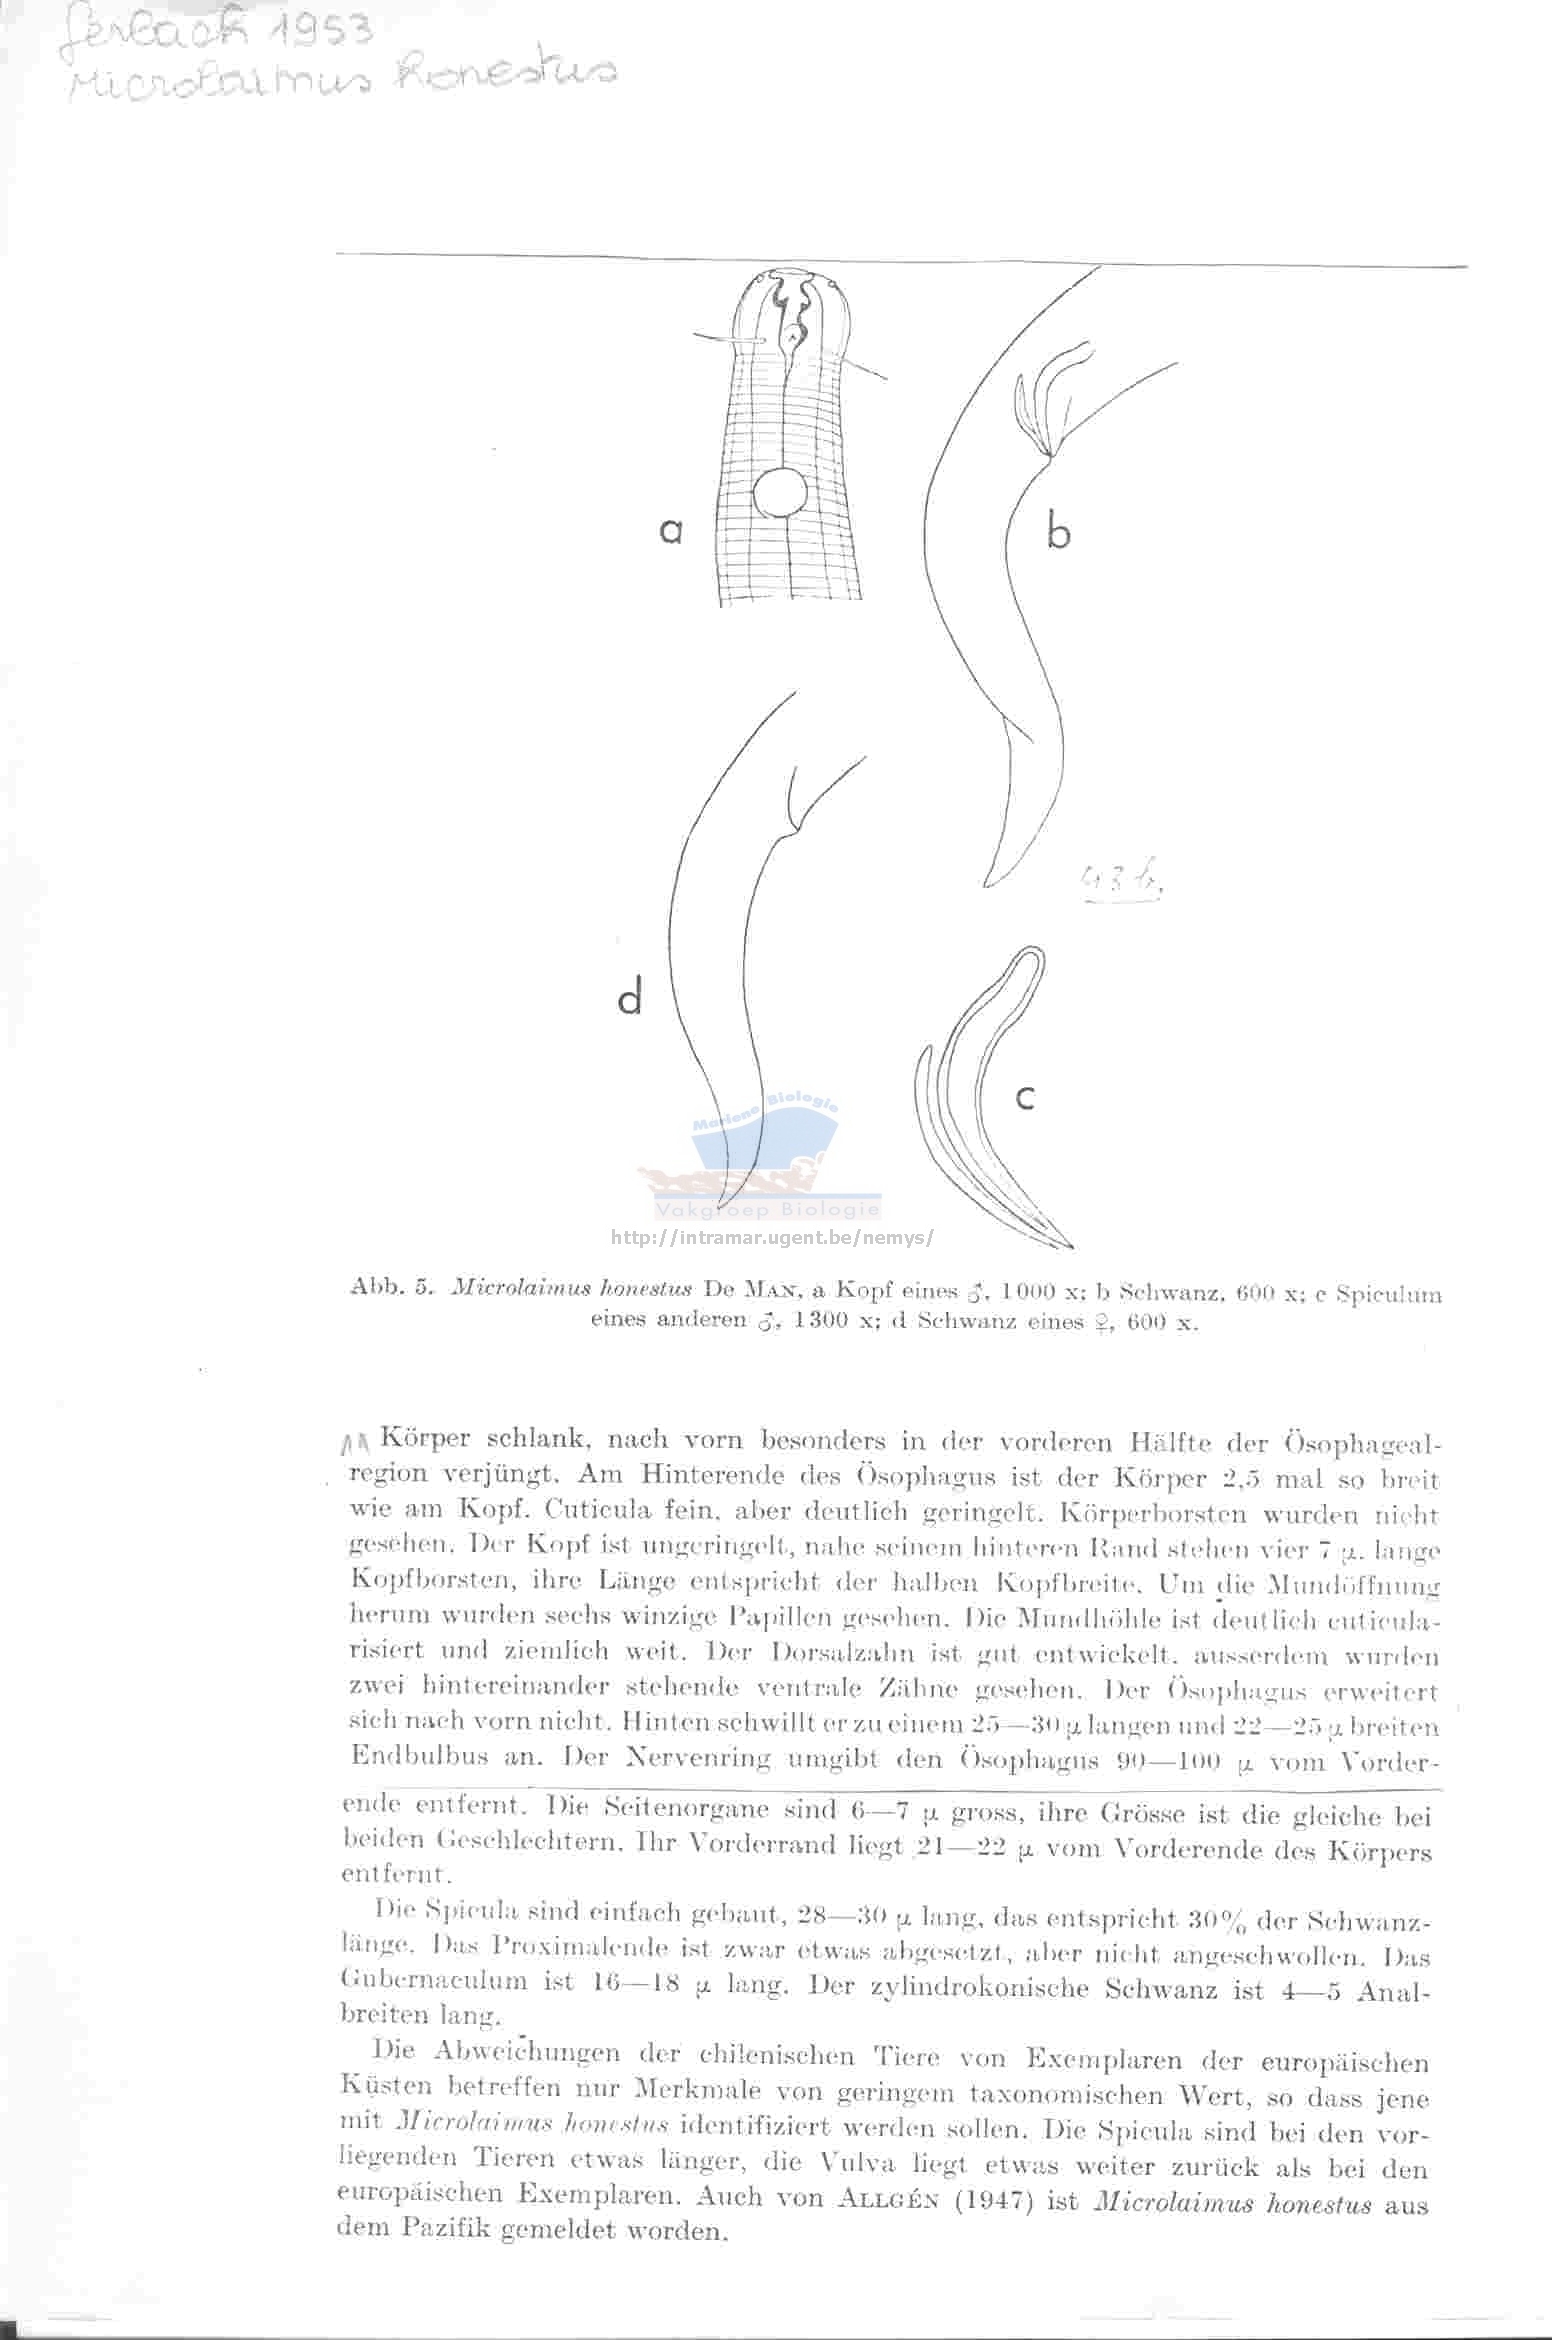 Gerlach 1953
Microlaimus honestus
a
b
43 b.
d
c
Mariene Biologie
Vakgroep Biologie
http://intramar.ugent.be/nemys/
Abb. 5. Microlaimus honestus De MAN, a Kopf eines ♂, 1000 x; b Schwanz, 600 x; c Spiculum
eines anderen ♂, 1300 x; d Schwanz eines ♀, 600 x.
Körper schlank, nach vorn besonders in der vorderen Hälfte der Ösophageal-
region verjüngt. Am Hinterende des Ösophagus ist der Körper 2,5 mal so breit
wie am Kopf. Cuticula fein, aber deutlich geringelt. Körperborsten wurden nicht
gesehen. Der Kopf ist ungeringelt, nahe seinem hinteren Rand stehen vier 7 µ. lange
Kopfborsten, ihre Länge entspricht der halben Kopfbreite. Um die Mundöffnung
herum wurden sechs winzige Papillen gesehen. Die Mundhöhle ist deutlich cuticula-
risiert und ziemlich weit. Der Dorsalzahn ist gut entwickelt, ausserdem wurden
zwei hintereinander stehende ventrale Zähne gesehen. Der Ösophagus erweitert
sich nach vorn nicht. Hinten schwillt er zu einem 25—30 µ langen und 22—25 µ breiten
Endbulbus an. Der Nervenring umgibt den Ösophagus 90—100 µ vom Vorder-
ende entfernt. Die Seitenorgane sind 6—7 µ gross, ihre Grösse ist die gleiche bei
beiden Geschlechtern. Ihr Vorderrand liegt 21—22 µ vom Vorderende des Körpers
entfernt.
Die Spicula sind einfach gebaut, 28—30 µ lang, das entspricht 30% der Schwanz-
länge. Das Proximalende ist zwar etwas abgesetzt, aber nicht angeschwollen. Das
Gubernaculum ist 16—18 µ lang. Der zylindrokonische Schwanz ist 4—5 Anal-
breiten lang.
Die Abweichungen der chilenischen Tiere von Exemplaren der europäischen
Küsten betreffen nur Merkmale von geringem taxonomischen Wert, so dass jene
mit Microlaimus honestus identifiziert werden sollen. Die Spicula sind bei den vor-
liegenden Tieren etwas länger, die Vulva liegt etwas weiter zurück als bei den
europäischen Exemplaren. Auch von ALLGÉN (1947) ist Microlaimus honestus aus
dem Pazifik gemeldet worden.